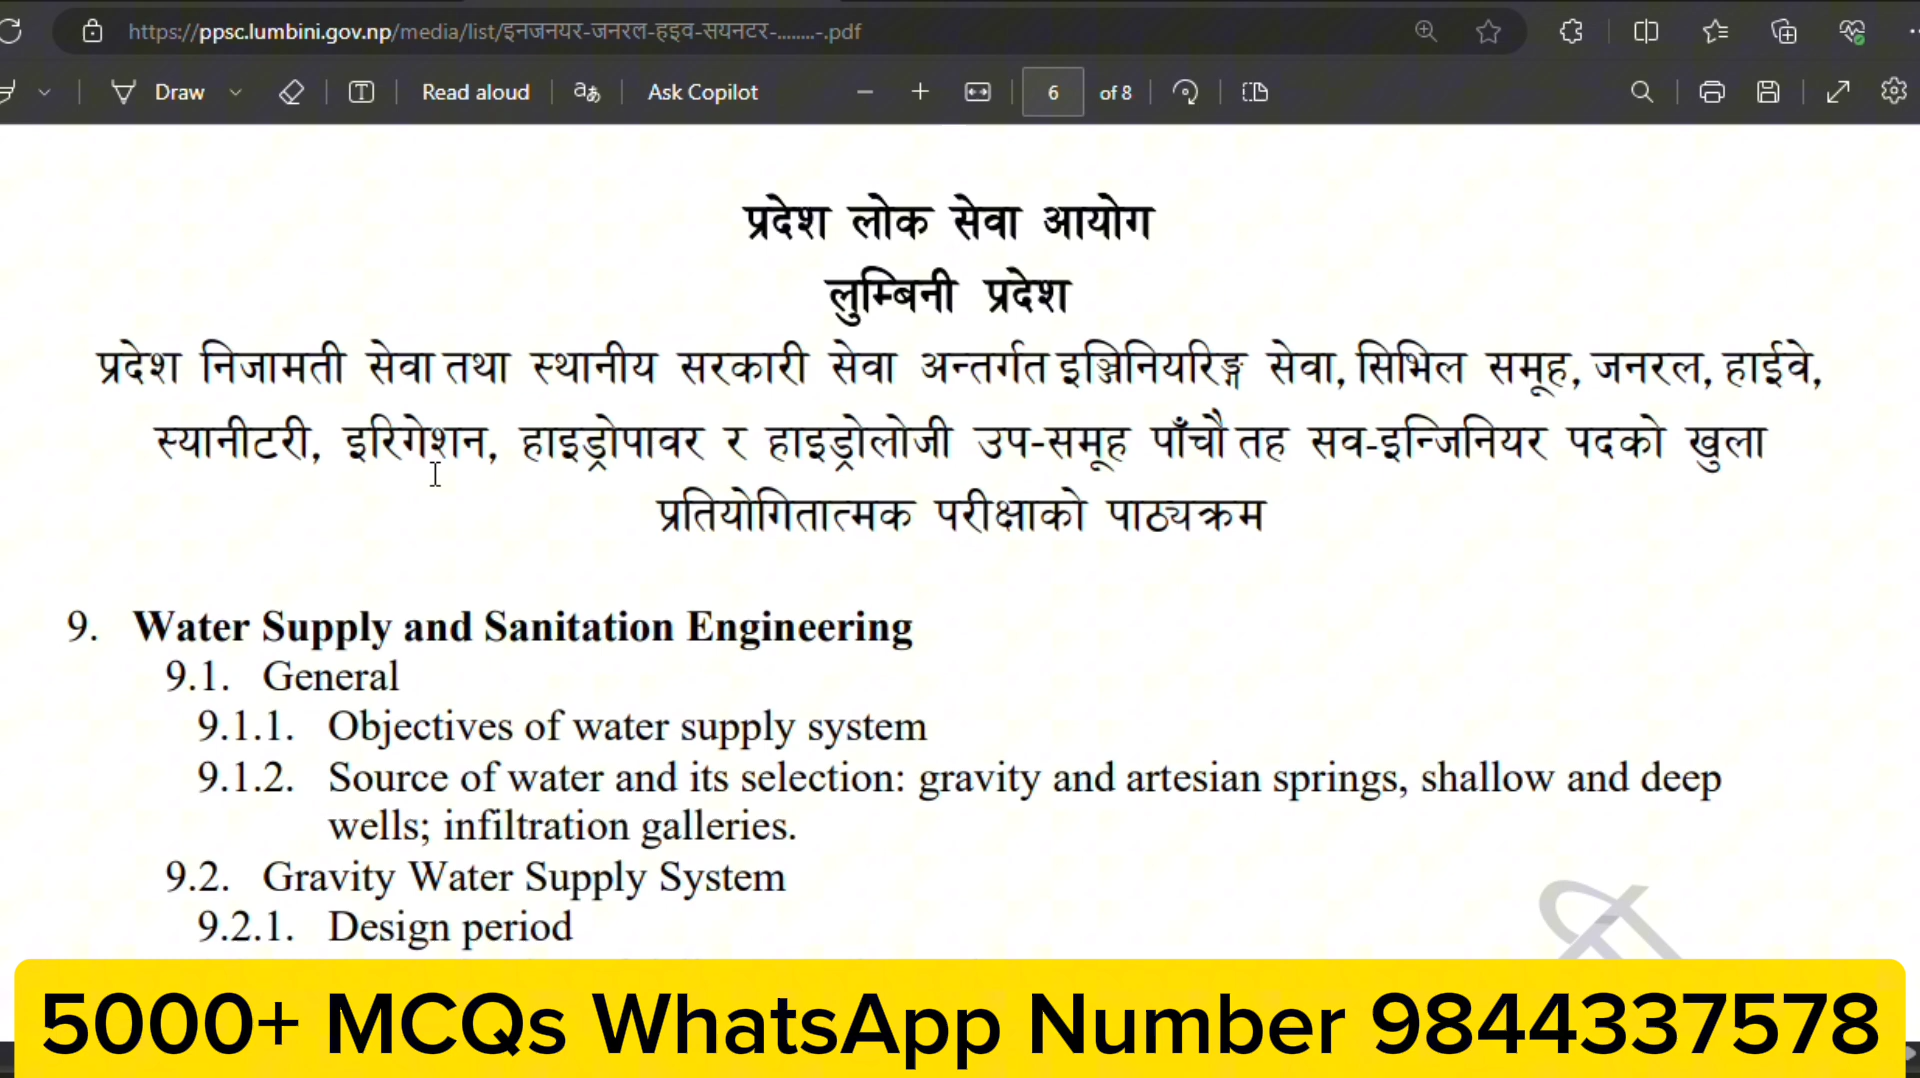 https://ppsc.lumbini.gov.np/media/list/इनजनयर-जनरल-हइव-सयनटर-........-.pdf
Draw Read aloud aあ Ask Copilot 6 of 8
प्रदेश लोक सेवा आयोग
लुम्बिनी प्रदेश
प्रदेश निजामती सेवा तथा स्थानीय सरकारी सेवा अन्तर्गत इञ्जिनियरिङ्ग सेवा, सिभिल समूह, जनरल, हाईवे,
स्यानीटरी, इरिगेशन, हाइड्रोपावर र हाइड्रोलोजी उप-समूह पाँचौ तह सव-इन्जिनियर पदको खुला
प्रतियोगितात्मक परीक्षाको पाठ्यक्रम
9. Water Supply and Sanitation Engineering
9.1. General
9.1.1. Objectives of water supply system
9.1.2. Source of water and its selection: gravity and artesian springs, shallow and deep
wells; infiltration galleries.
9.2. Gravity Water Supply System
9.2.1. Design period
5000+ MCQs WhatsApp Number 9844337578